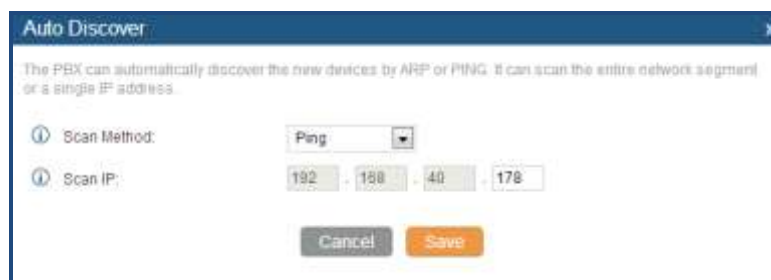 Auto Discover
x
The PBX can automatically discover the new devices by ARP or PING. It can scan the entire network segment
or a single IP address.
Scan Method:
Ping
Scan IP:
192 . 168 . 40 . 178
Cancel
Save